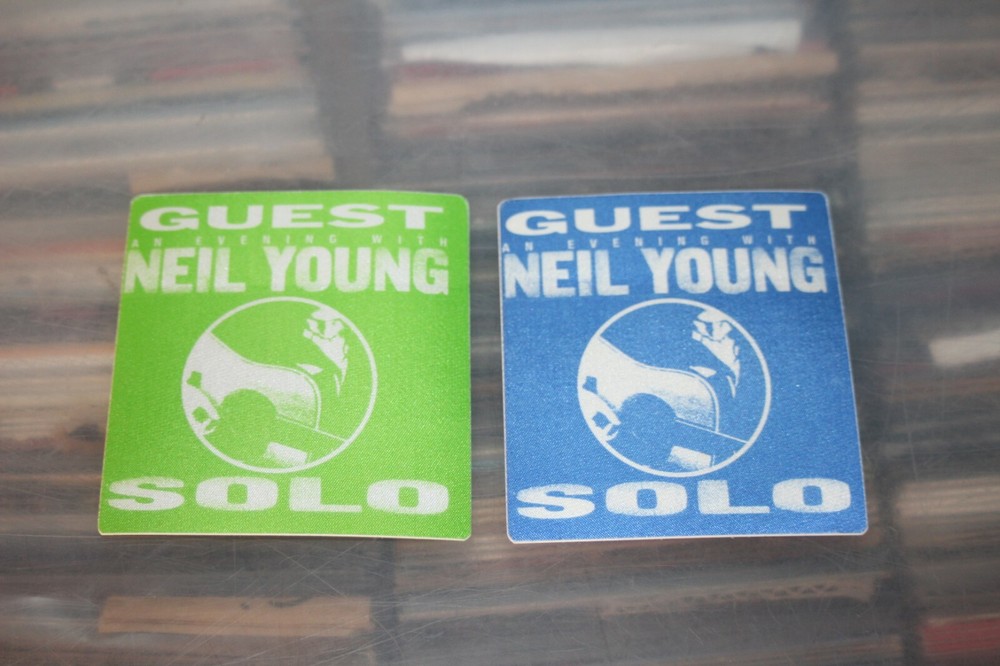 GUEST
AN EVENING WITH
NEIL YOUNG
SOLO
GUEST
AN EVENING WITH
NEIL YOUNG
SOLO